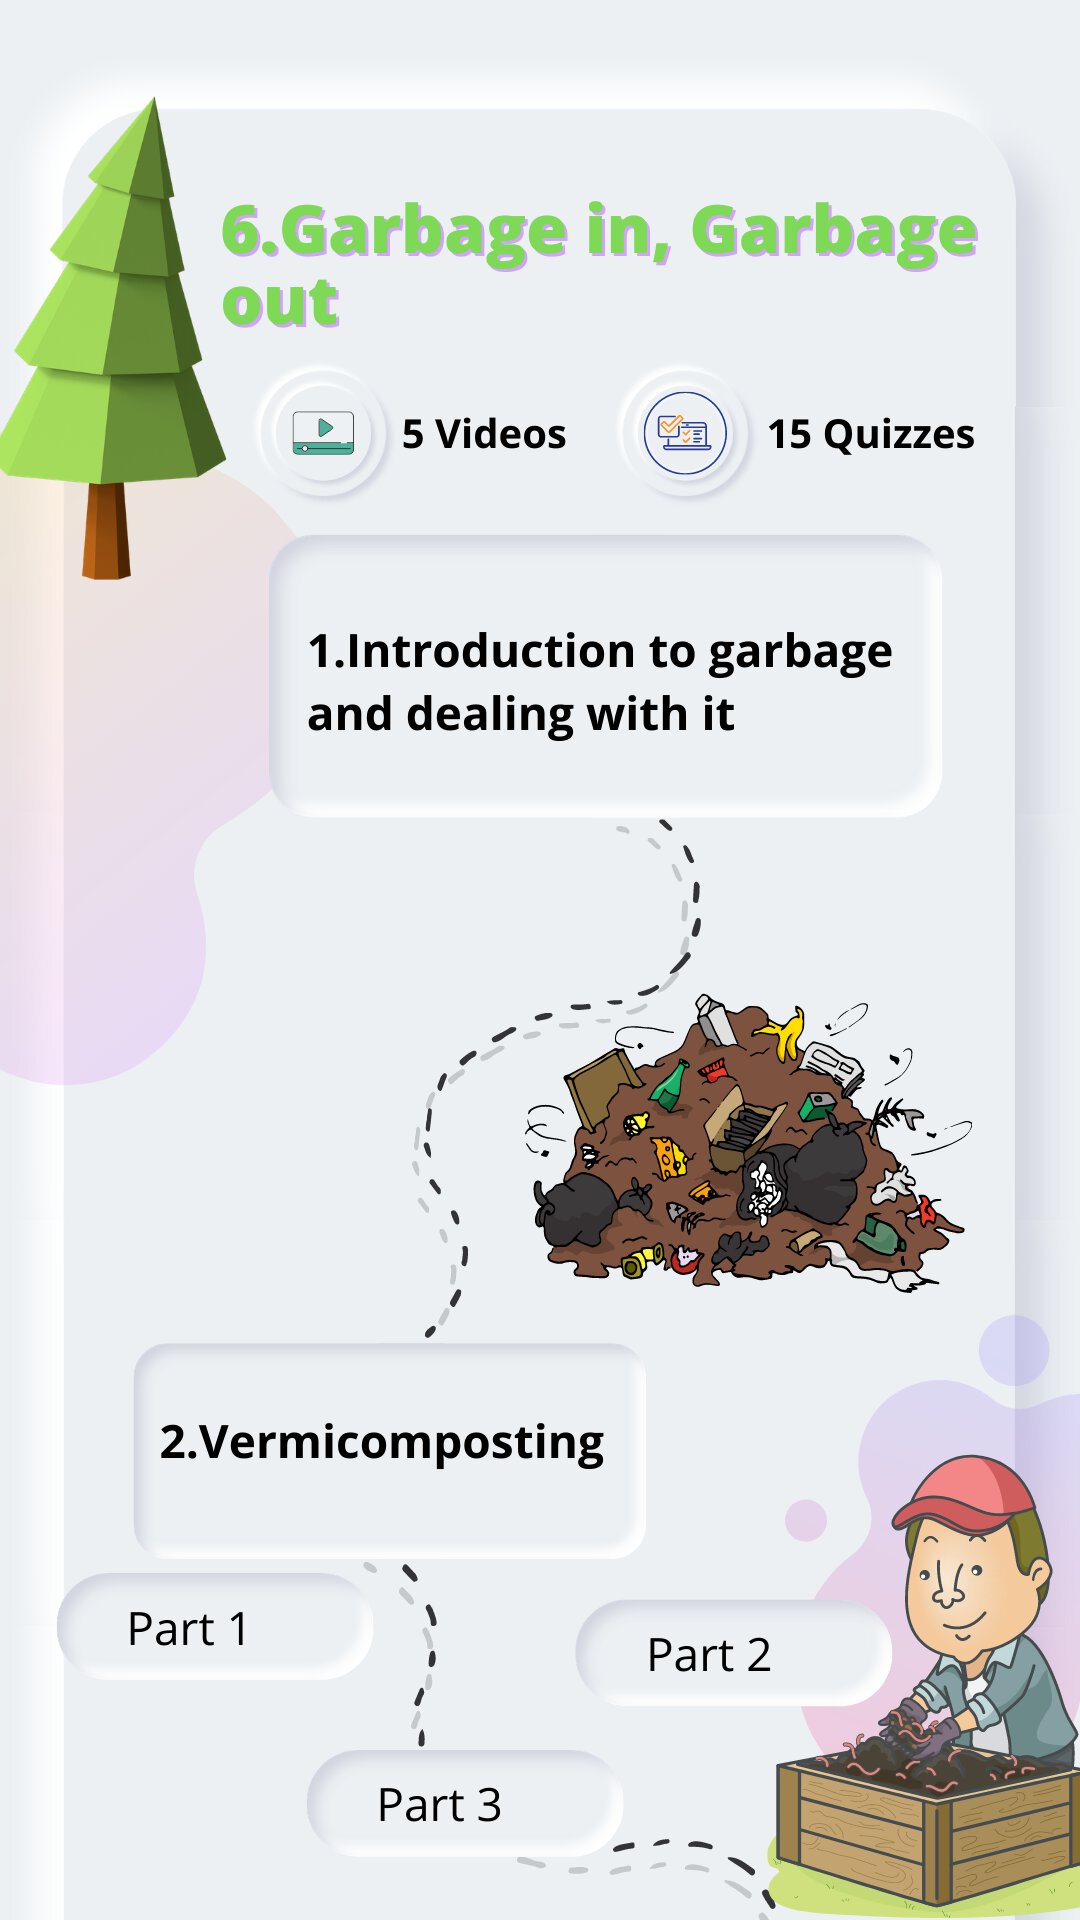 6.Garbage in, Garbage
out
5 Videos
15 Quizzes
1.Introduction to garbage
and dealing with it
2.Vermicomposting
Part 1
Part 2
Part 3